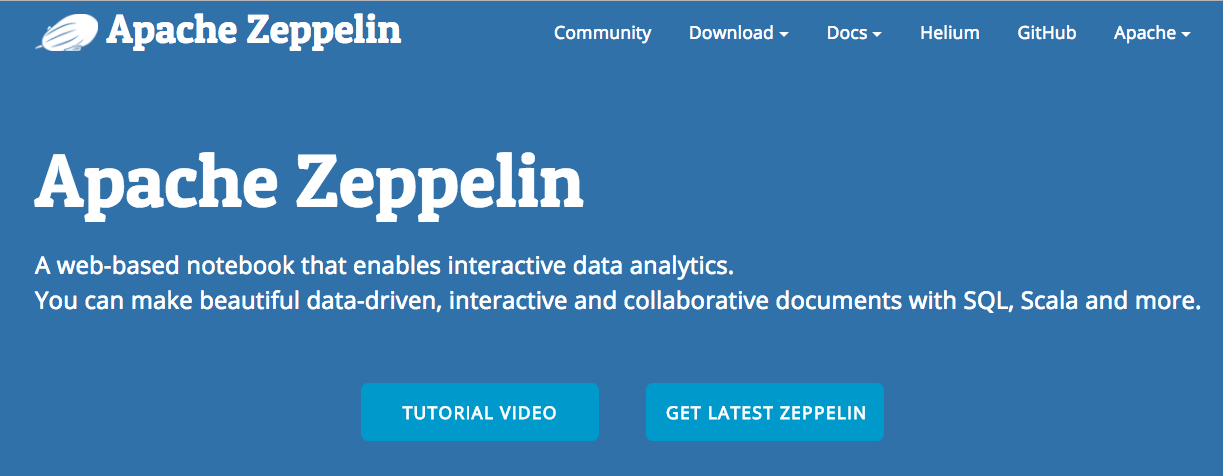 Apache Zeppelin
Community Download Docs Helium GitHub Apache
Apache Zeppelin
A web-based notebook that enables interactive data analytics.
You can make beautiful data-driven, interactive and collaborative documents with SQL, Scala and more.
TUTORIAL VIDEO
GET LATEST ZEPPELIN